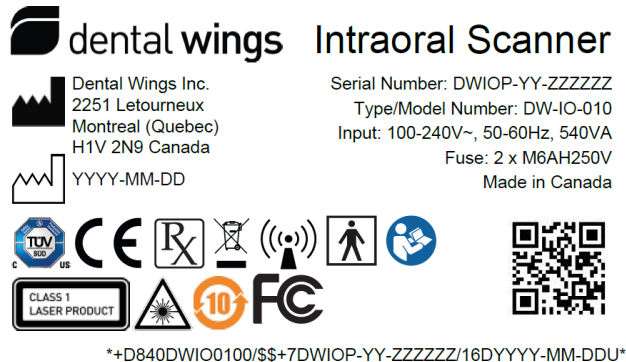 dental wings Intraoral Scanner
Dental Wings Inc.
2251 Letourneux
Montreal (Quebec)
H1V 2N9 Canada
YYYY-MM-DD
Serial Number: DWIOP-YY-ZZZZZZ
Type/Model Number: DW-IO-010
Input: 100-240V~, 50-60Hz, 540VA
Fuse: 2 x M6AH250V
Made in Canada
TÜV
SÜD
C US
CE
Rx
CLASS 1
LASER PRODUCT
10
FC
*+D840DWIO0100/$$+7DWIOP-YY-ZZZZZZ/16DYYYY-MM-DDU*